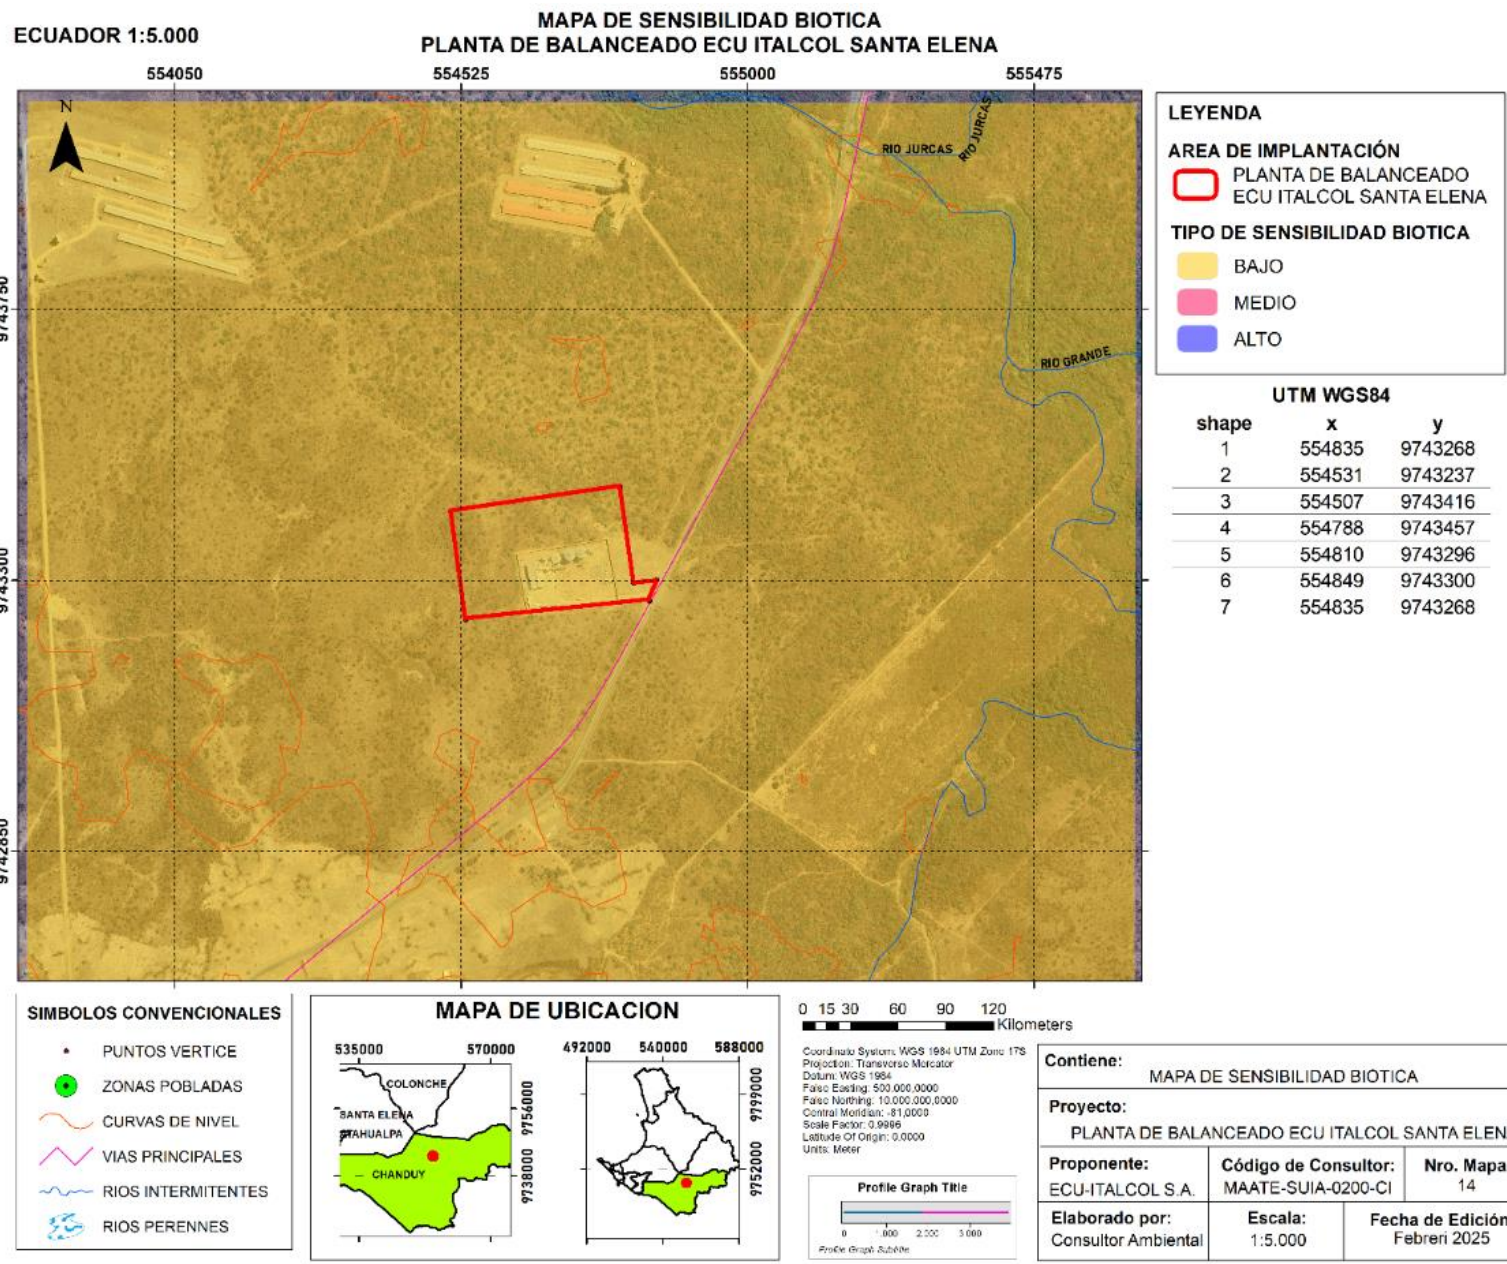 ECUADOR 1:5.000
MAPA DE SENSIBILIDAD BIOTICA
PLANTA DE BALANCEADO ECU ITALCOL SANTA ELENA
554050 554525 555000 555475
N
9743750
9743300
9742850
RIO JURCAS
RIO JURCAS
RIO GRANDE
LEYENDA
AREA DE IMPLANTACIÓN
PLANTA DE BALANCEADO
ECU ITALCOL SANTA ELENA
TIPO DE SENSIBILIDAD BIOTICA
BAJO
MEDIO
ALTO
UTM WGS84
shape x y
1 554835 9743268
2 554531 9743237
3 554507 9743416
4 554788 9743457
5 554810 9743296
6 554849 9743300
7 554835 9743268
SIMBOLOS CONVENCIONALES
PUNTOS VERTICE
ZONAS POBLADAS
CURVAS DE NIVEL
VIAS PRINCIPALES
RIOS INTERMITENTES
RIOS PERENNES
MAPA DE UBICACION
535000 570000
COLONCHE
SANTA ELENA
ATAHUALPA
CHANDUY
9756000
9738000
492000 540000 588000
9799000
9752000
0 15 30 60 90 120
Kilometers
Coordinate System: WGS 1984 UTM Zone 17S
Projection: Transverse Mercator
Datum: WGS 1984
False Easting: 500.000,0000
False Northing: 10.000.000,0000
Central Meridian: -81,0000
Scale Factor: 0,9996
Latitude Of Origin: 0,0000
Units: Meter
Profile Graph Title
0 1.000 2.000 3.000
Profile Graph Subtitle
Contiene:
MAPA DE SENSIBILIDAD BIOTICA
Proyecto:
PLANTA DE BALANCEADO ECU ITALCOL SANTA ELEN
Proponente:
ECU-ITALCOL S.A.
Código de Consultor:
MAATE-SUIA-0200-CI
Nro. Mapa
14
Elaborado por:
Consultor Ambiental
Escala:
1:5.000
Fecha de Edición
Febreri 2025